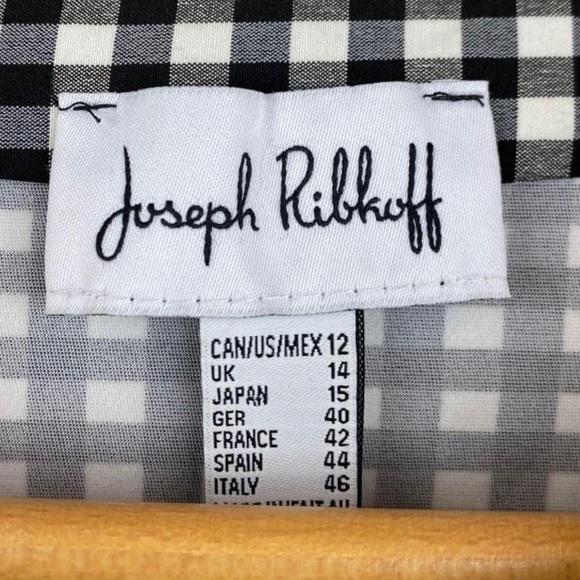 Joseph Ribkoff
CAN/US/MEX 12
UK 14
JAPAN 15
GER 40
FRANCE 42
SPAIN 44
ITALY 46